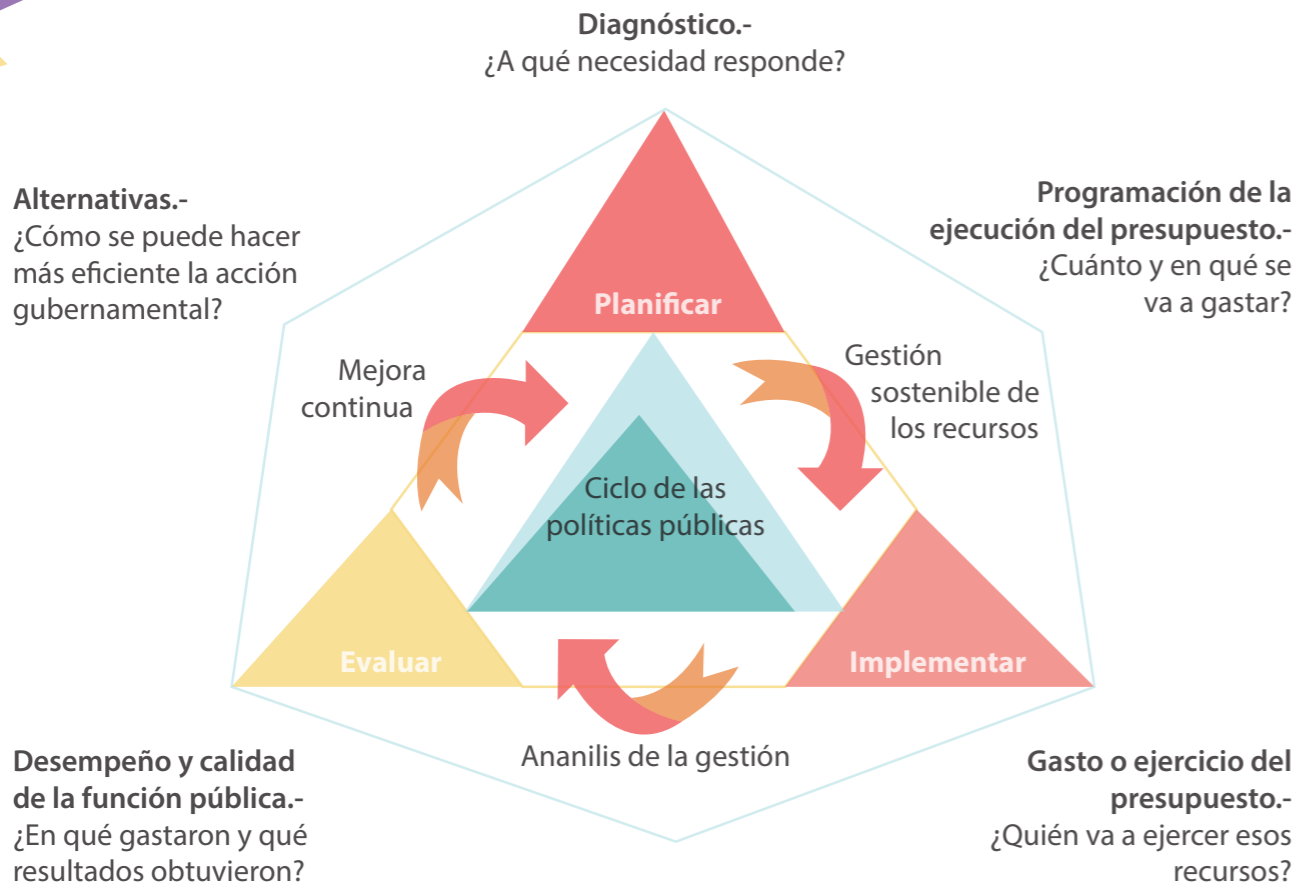 Diagnóstico.-
¿A qué necesidad responde?
Alternativas.-
¿Cómo se puede hacer
más eficiente la acción
gubernamental?
Programación de la
ejecución del presupuesto.-
¿Cuánto y en qué se
va a gastar?
Planificar
Mejora
continua
Gestión
sostenible de
los recursos
Ciclo de las
políticas públicas
Evaluar
Implementar
Ananilis de la gestión
Desempeño y calidad
de la función pública.-
¿En qué gastaron y qué
resultados obtuvieron?
Gasto o ejercicio del
presupuesto.-
¿Quién va a ejercer esos
recursos?